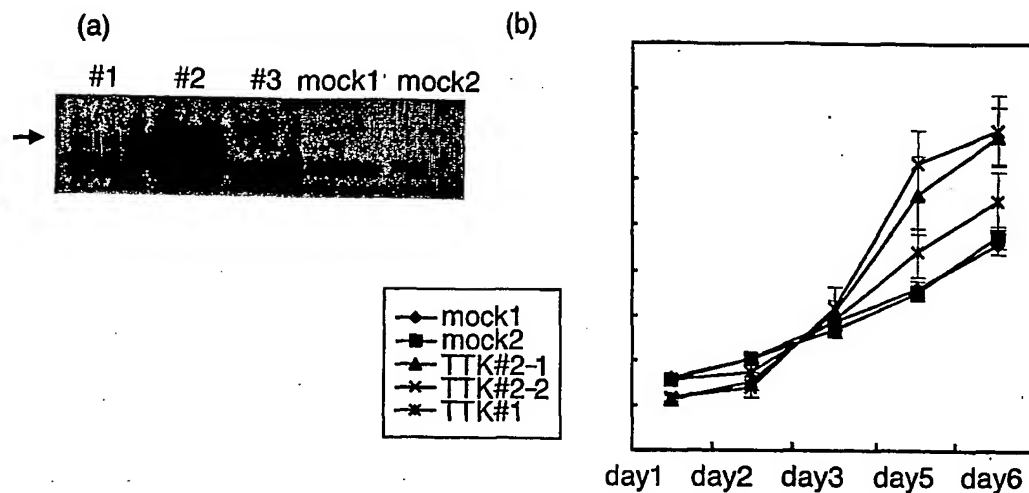 (a)
#1 #2 #3 mock1 mock2
(b)
mock1
mock2
TTK#2-1
TTK#2-2
TTK#1
day1 day2 day3 day5 day6